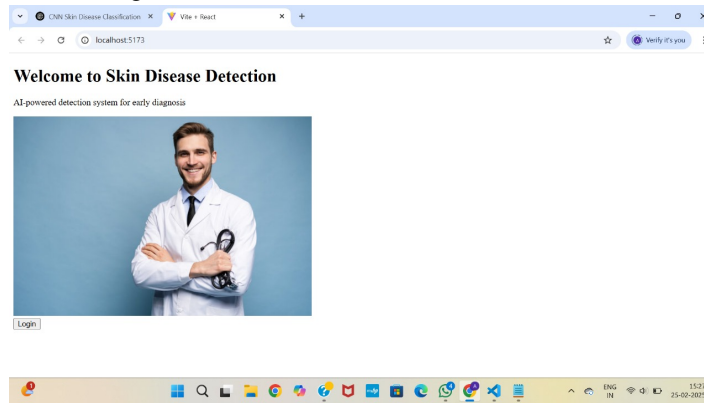 CNN Skin Disease Classification
Vite + React
localhost:5173
Verify it's you
Welcome to Skin Disease Detection
AI-powered detection system for early diagnosis
Login
ENG
IN
15:27
25-02-2025